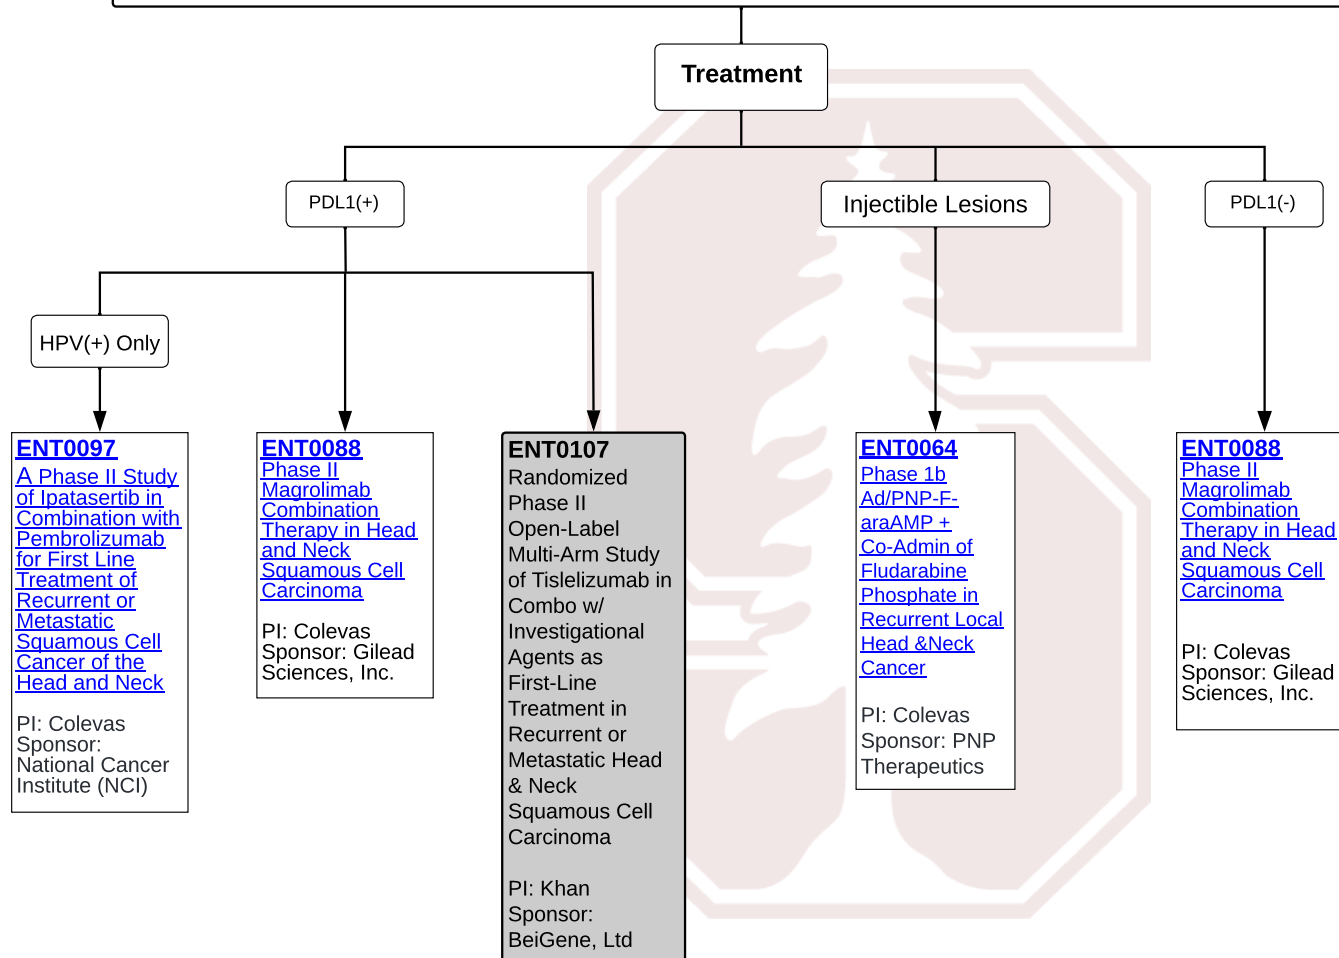 Treatment
PDL1(+)
Injectible Lesions
PDL1(-)
HPV(+) Only
ENT0097
A Phase II Study
of Ipatasertib in
Combination with
Pembrolizumab
for First Line
Treatment of
Recurrent or
Metastatic
Squamous Cell
Cancer of the
Head and Neck
PI: Colevas
Sponsor:
National Cancer
Institute (NCI)
ENT0088
Phase II
Magrolimab
Combination
Therapy in Head
and Neck
Squamous Cell
Carcinoma
PI: Colevas
Sponsor: Gilead
Sciences, Inc.
ENT0107
Randomized
Phase II
Open-Label
Multi-Arm Study
of Tislelizumab in
Combo w/
Investigational
Agents as
First-Line
Treatment in
Recurrent or
Metastatic Head
& Neck
Squamous Cell
Carcinoma
PI: Khan
Sponsor:
BeiGene, Ltd
ENT0064
Phase 1b
Ad/PNP-F-
araAMP +
Co-Admin of
Fludarabine
Phosphate in
Recurrent Local
Head &Neck
Cancer
PI: Colevas
Sponsor: PNP
Therapeutics
ENT0088
Phase II
Magrolimab
Combination
Therapy in Head
and Neck
Squamous Cell
Carcinoma
PI: Colevas
Sponsor: Gilead
Sciences, Inc.